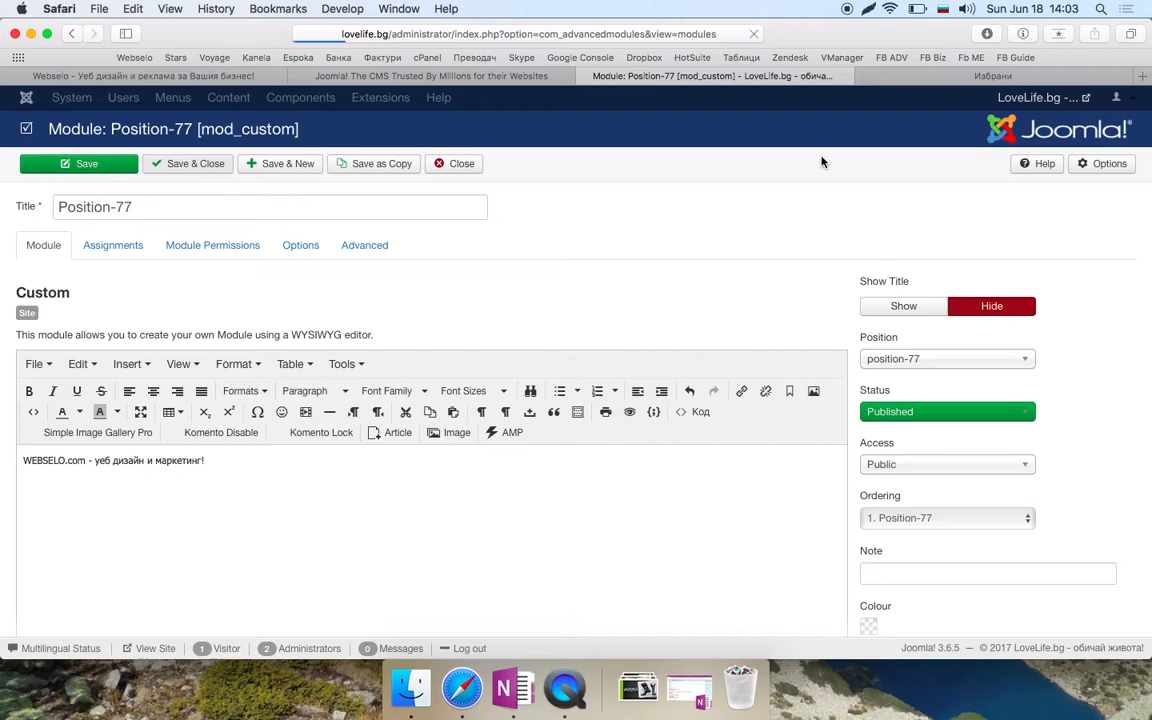 Safari File Edit View History Bookmarks Develop Window Help Sun Jun 18 14:03
lovelife.bg/administrator/index.php?option=com_advancedmodules&view=modules
Webselo Stars Voyage Kanela Espoka Банка Фактури cPanel Преводач Skype Google Console Dropbox HotSuite Таблици Zendesk VManager FB ADV FB Biz Fb ME FB Guide
Webselo - Уеб дизайн и реклама за Вашия бизнес! Joomla! The CMS Trusted By Millions for their Websites Module: Position-77 [mod_custom] - LoveLife.bg - обича... Избрани
System Users Menus Content Components Extensions Help LoveLife.bg -...
Module: Position-77 [mod_custom] Joomla!
Save Save & Close Save & New Save as Copy Close Help Options
Title * Position-77
Module Assignments Module Permissions Options Advanced
Custom
Site
This module allows you to create your own Module using a WYSIWYG editor.
File Edit Insert View Format Table Tools
B I U S Formats Paragraph Font Family Font Sizes
A A Код
Simple Image Gallery Pro Komento Disable Komento Lock Article Image AMP
WEBSELO.com - уеб дизайн и маркетинг!
Show Title
Show Hide
Position
position-77
Status
Published
Access
Public
Ordering
1. Position-77
Note
Colour
Multilingual Status View Site 1 Visitor 2 Administrators 0 Messages Log out Joomla! 3.6.5 — © 2017 LoveLife.bg - обичай живота!